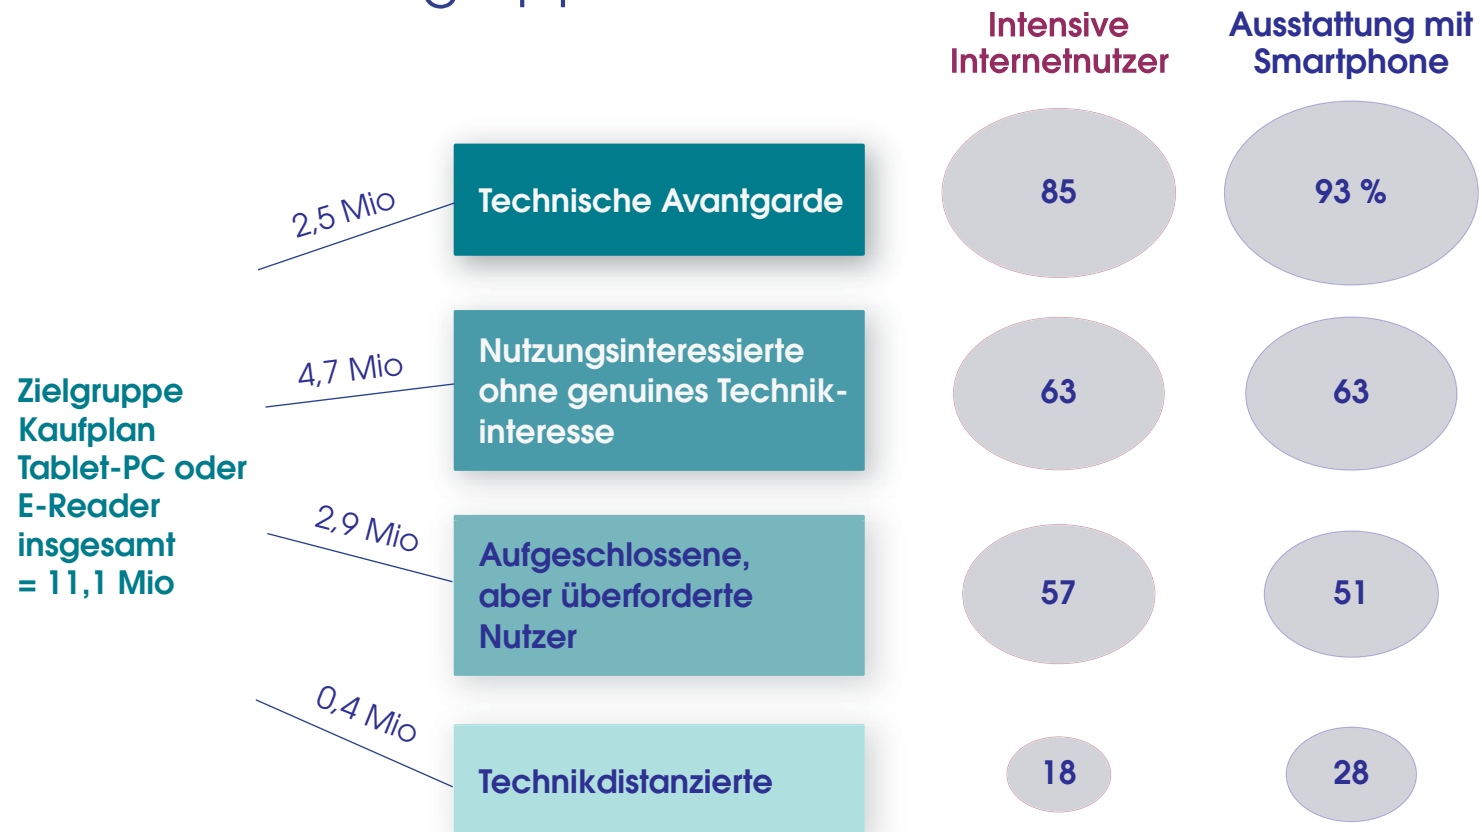 Intensive
Internetnutzer
Ausstattung mit
Smartphone
Zielgruppe
Kaufplan
Tablet-PC oder
E-Reader
insgesamt
= 11,1 Mio
2,5 Mio
Technische Avantgarde
85
93 %
4,7 Mio
Nutzungsinteressierte
ohne genuines Technik-
interesse
63
63
2,9 Mio
Aufgeschlossene,
aber überforderte
Nutzer
57
51
0,4 Mio
Technikdistanzierte
18
28